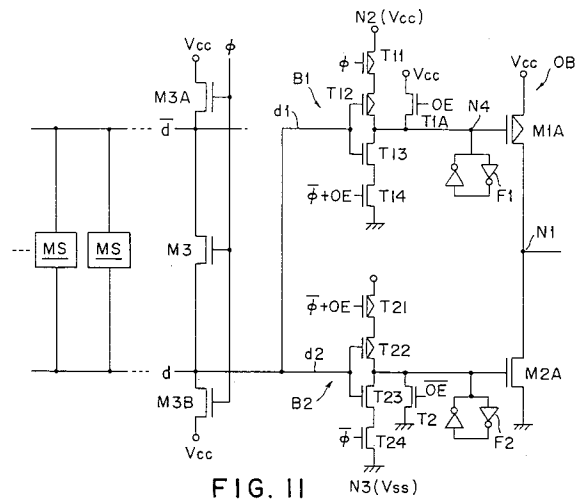 N2(Vcc)
Vcc
φ
φ
T11
Vcc
Vcc
OB
M3A
B1
T12
OE
N4
d1
T1A
M1A
d̅
T13
φ̅+OE
T14
F1
MS
MS
M3
N1
φ̅+OE
T21
T22
d
d2
M2A
M3B
B2
T23
O̅E̅
T2
φ̅
T24
F2
Vcc
N3(Vss)
FIG. 11